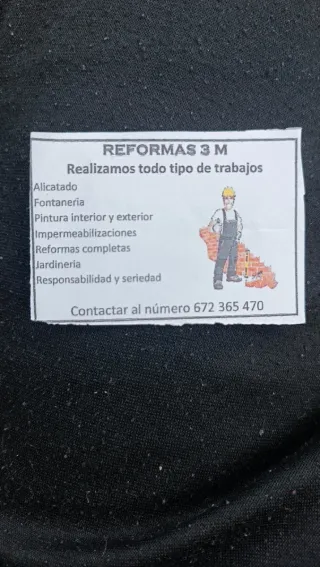 REFORMAS 3 M
Realizamos todo tipo de trabajos
Alicatado
Fontaneria
Pintura interior y exterior
Impermeabilizaciones
Reformas completas
Jardineria
Responsabilidad y seriedad
Contactar al número 672 365 470